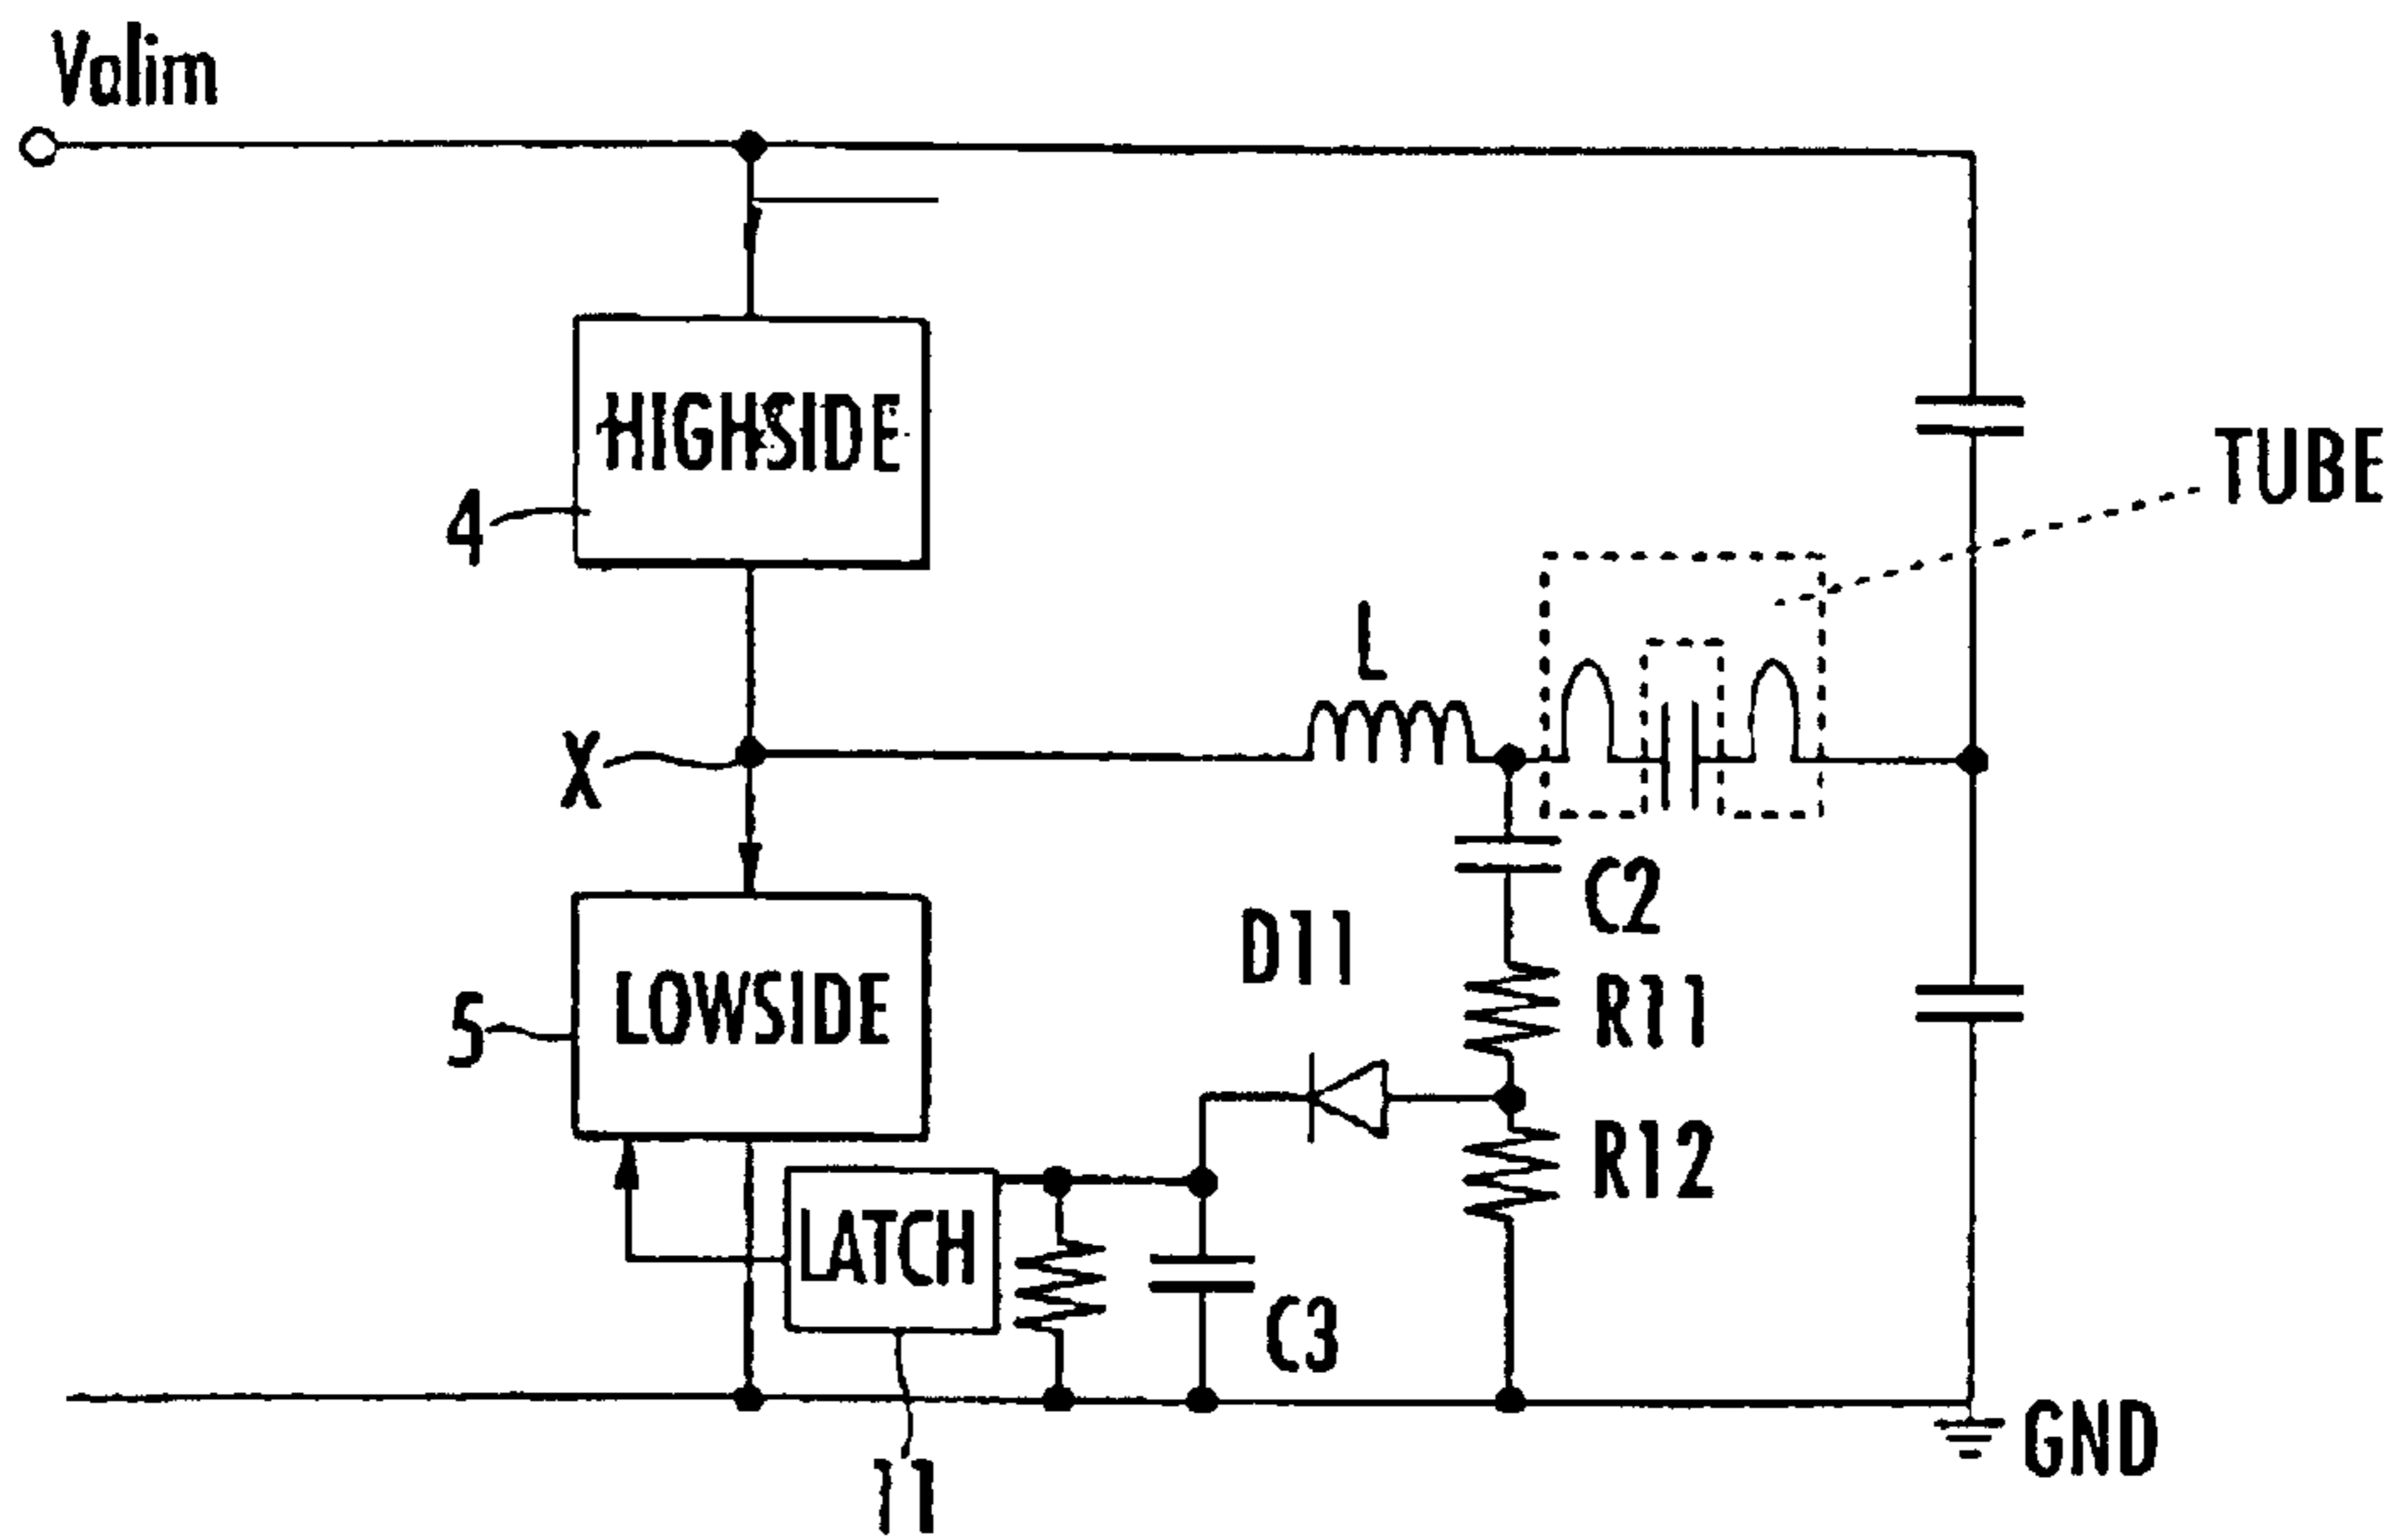 Valim
HIGHSIDE
4
TUBE
L
X
C2
D11
R11
LOWSIDE
5
R12
LATCH
C3
GND
11